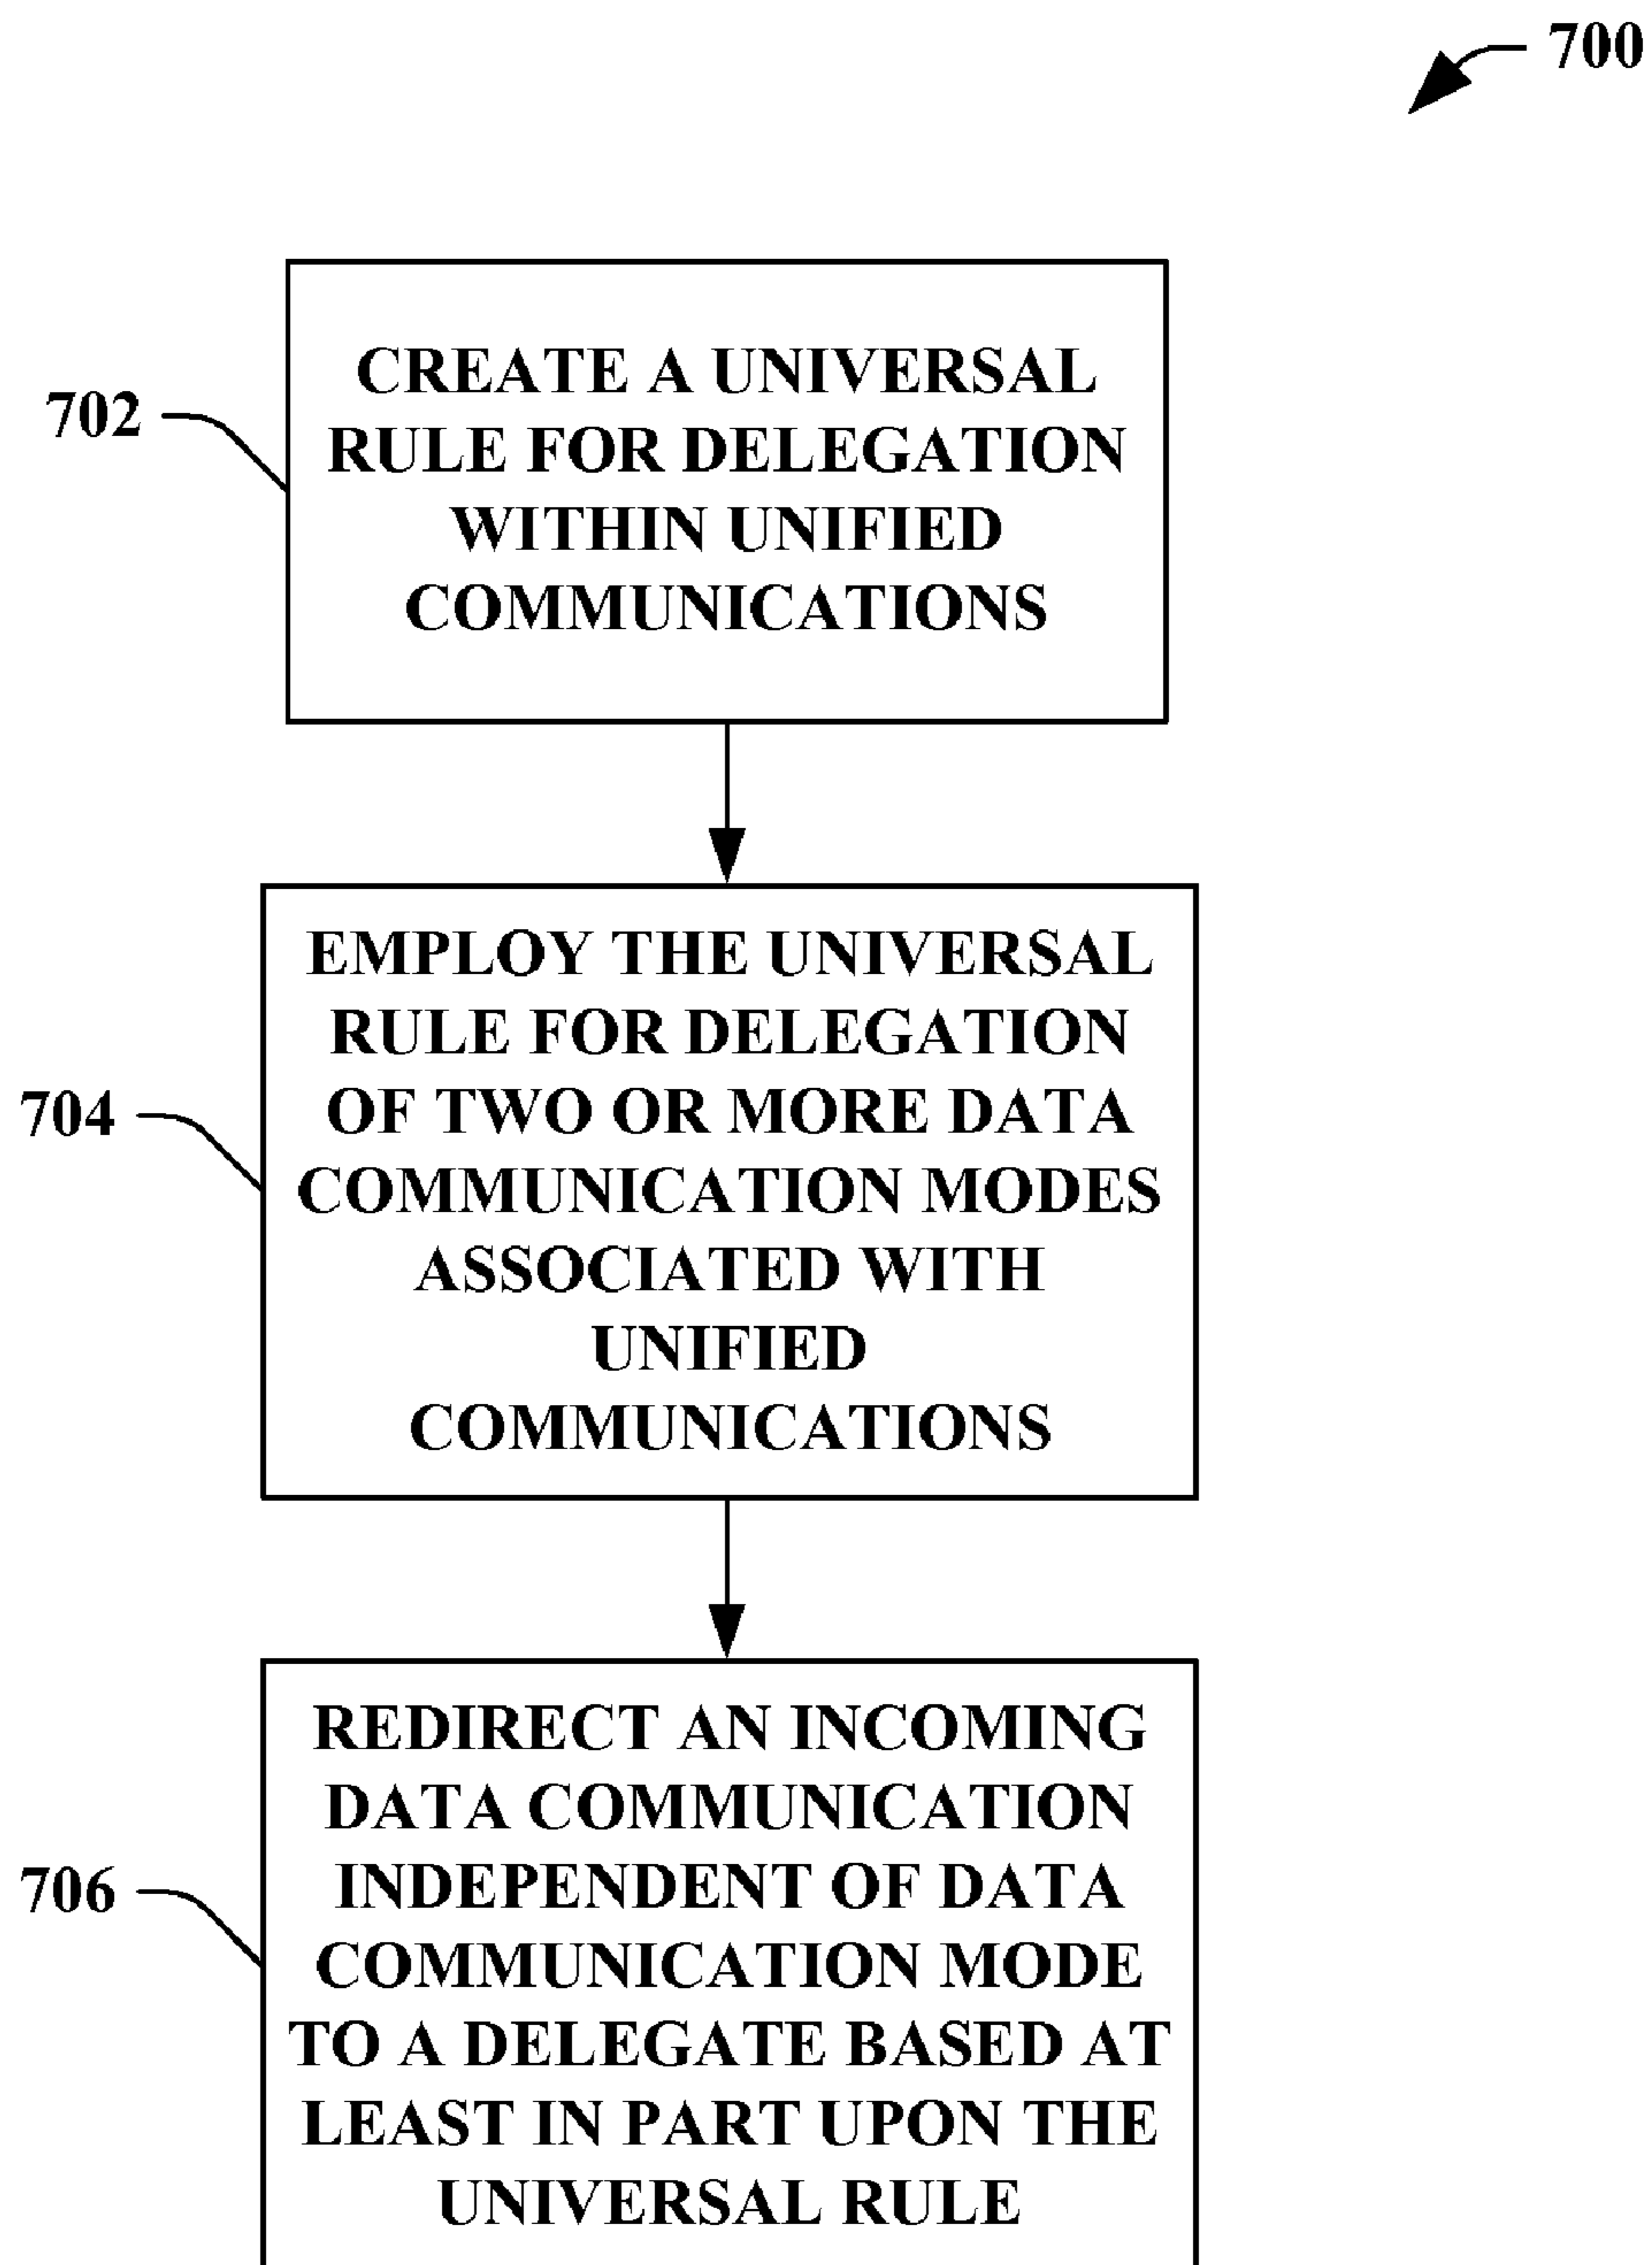 700
702
CREATE A UNIVERSAL
RULE FOR DELEGATION
WITHIN UNIFIED
COMMUNICATIONS
704
EMPLOY THE UNIVERSAL
RULE FOR DELEGATION
OF TWO OR MORE DATA
COMMUNICATION MODES
ASSOCIATED WITH
UNIFIED
COMMUNICATIONS
706
REDIRECT AN INCOMING
DATA COMMUNICATION
INDEPENDENT OF DATA
COMMUNICATION MODE
TO A DELEGATE BASED AT
LEAST IN PART UPON THE
UNIVERSAL RULE